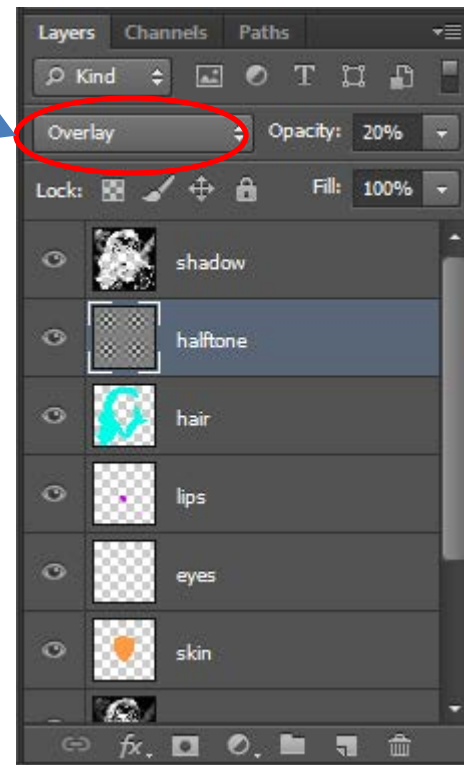 Layers Channels Paths
Kind T
Overlay Opacity: 20%
Lock: Fill: 100%
shadow
halftone
hair
lips
eyes
skin
fx.